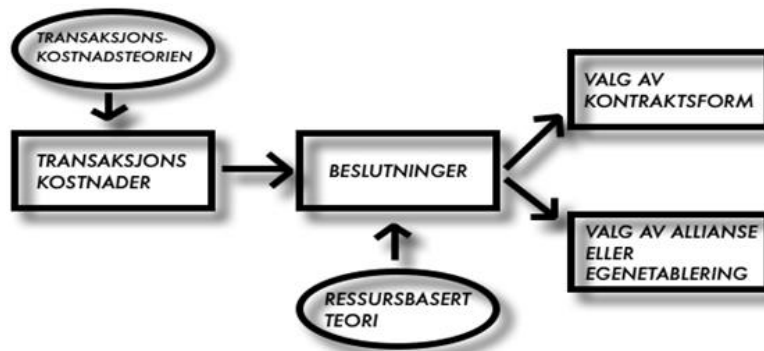 TRANSAKSJONS-
KOSTNADSTEORIEN
TRANSAKSJONS
KOSTNADER
BESLUTNINGER
VALG AV
KONTRAKTSFORM
VALG AV ALLIANSE
ELLER
EGENETABLERING
RESSURSBASERT
TEORI